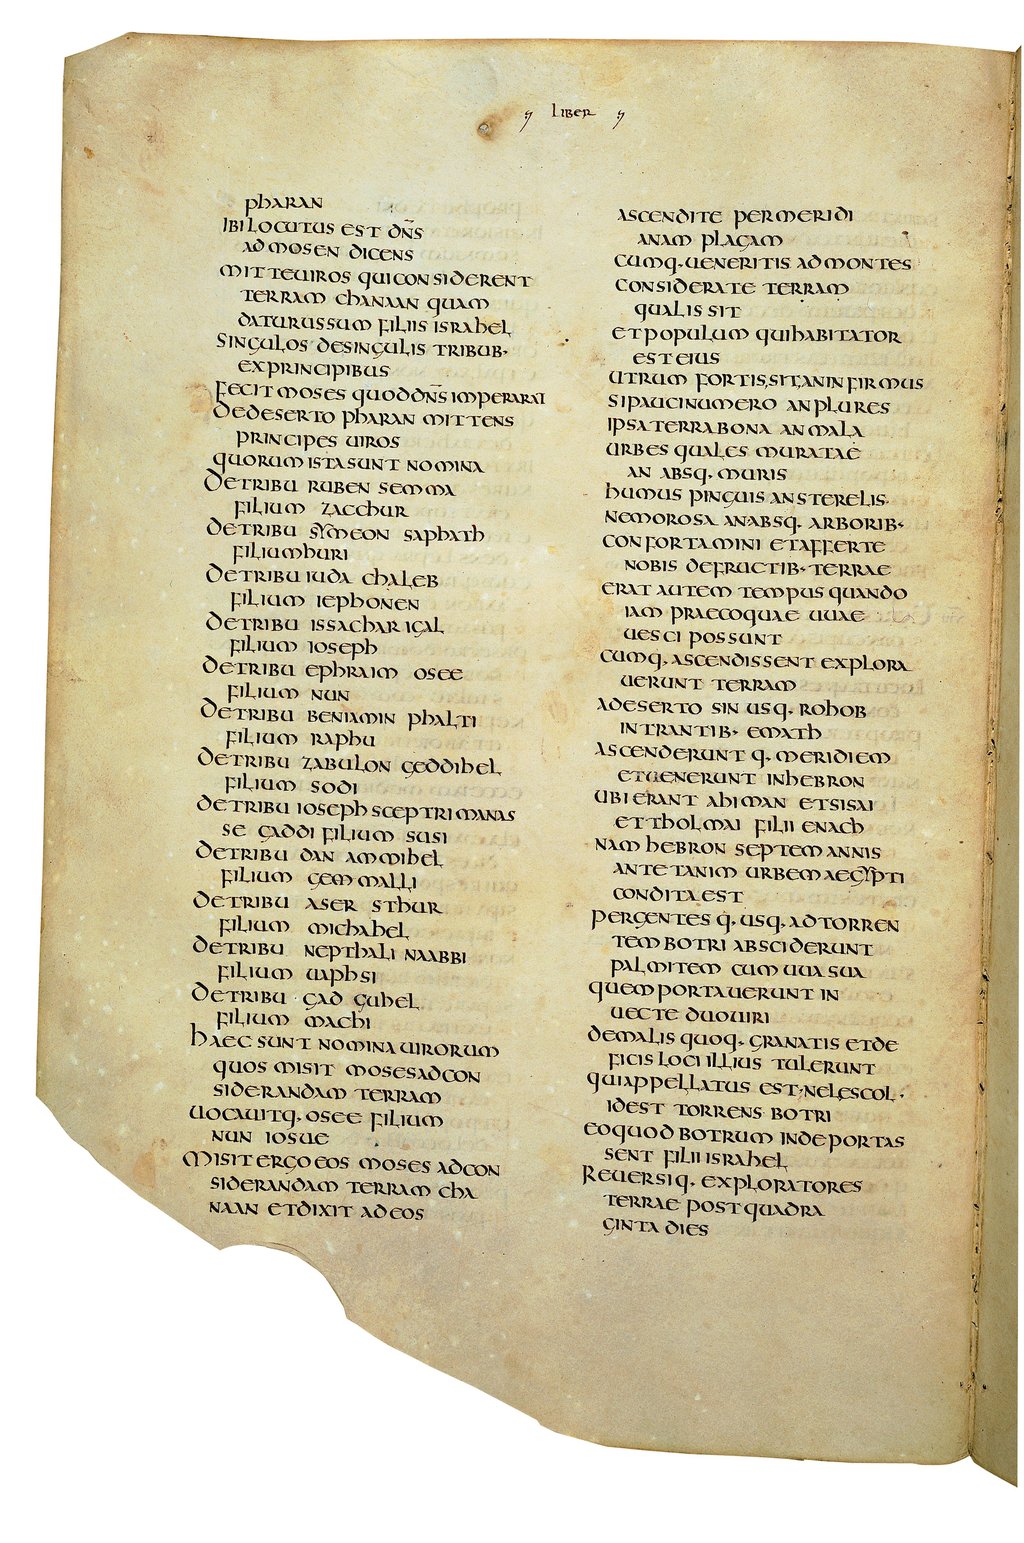 LIBER
PHARAN
IBI LOCUTUS EST DN̄S
AD MOSEN DICENS
MITTE UIROS QUI CONSIDERENT
TERRAM CHANAAN QUAM
DATURUS SUM FILIIS ISRAHEL
SINGULOS DE SINGULIS TRIBUB·
EX PRINCIPIBUS
FECIT MOSES QUOD DN̄S IMPERARAT
DE DESERTO PHARAN MITTENS
PRINCIPES UIROS
QUORUM ISTA SUNT NOMINA
DE TRIBU RUBEN SEMMA
FILIUM ZACCHUR
DE TRIBU SYMEON SAPHATH
FILIUM HURI
DE TRIBU IUDA CHALEB
FILIUM IEPHONEN
DE TRIBU ISSACHAR IGAL
FILIUM IOSEPH
DE TRIBU EPHRAIM OSEE
FILIUM NUN
DE TRIBU BENIAMIN PHALTI
FILIUM RAPHU
DE TRIBU ZABULON GEDDIHEL
FILIUM SODI
DE TRIBU IOSEPH SCEPTRI MANAS
SE GADDI FILIUM SUSI
DE TRIBU DAN AMMIHEL
FILIUM GEMMALLI
DE TRIBU ASER STHUR
FILIUM MICHAHEL
DE TRIBU NEPTHALI NAABBI
FILIUM UAPHSI
DE TRIBU GAD GUHEL
FILIUM MACHI
HAEC SUNT NOMINA UIRORUM
QUOS MISIT MOSES AD CON
SIDERANDAM TERRAM
UOCAUITQ· OSEE FILIUM
NUN IOSUE
MISIT ERGO EOS MOSES AD CON
SIDERANDAM TERRAM CHA
NAAN ET DIXIT AD EOS
ASCENDITE PER MERIDI
ANAM PLAGAM
CUMQ· UENERITIS AD MONTES
CONSIDERATE TERRAM
QUALIS SIT
ET POPULUM QUI HABITATOR
EST EIUS
UTRUM FORTIS SIT AN INFIRMUS
SI PAUCI NUMERO AN PLURES
IPSA TERRA BONA AN MALA
URBES QUALES MURATAE
AN ABSQ· MURIS
HUMUS PINGUIS AN STERELIS
NEMOROSA AN ABSQ· ARBORIB·
CONFORTAMINI ET AFFERTE
NOBIS DE FRUCTIB· TERRAE
ERAT AUTEM TEMPUS QUANDO
IAM PRAECOQUAE UUAE
UESCI POSSUNT
CUMQ· ASCENDISSENT EXPLORA
UERUNT TERRAM
A DESERTO SIN USQ· ROHOB
INTRANTIB· EMATH
ASCENDERUNTQ· MERIDIEM
ET UENERUNT IN HEBRON
UBI ERANT AHIMAN ET SISAI
ET THOLMAI FILII ENACH
NAM HEBRON SEPTEM ANNIS
ANTE TANIM URBEM AEGYPTI
CONDITA EST
PERGENTESQ· USQ· AD TORREN
TEM BOTRI ABSCIDERUNT
PALMITEM CUM UUA SUA
QUEM PORTAUERUNT IN
UECTE DUO UIRI
DE MALIS QUOQ· GRANATIS ET DE
FICIS LOCI ILLIUS TULERUNT
QUI APPELLATUS EST NELESCOL·
ID EST TORRENS BOTRI
EO QUOD BOTRUM INDE PORTAS
SENT FILII ISRAHEL
REUERSIQ· EXPLORATORES
TERRAE POST QUADRA
GINTA DIES